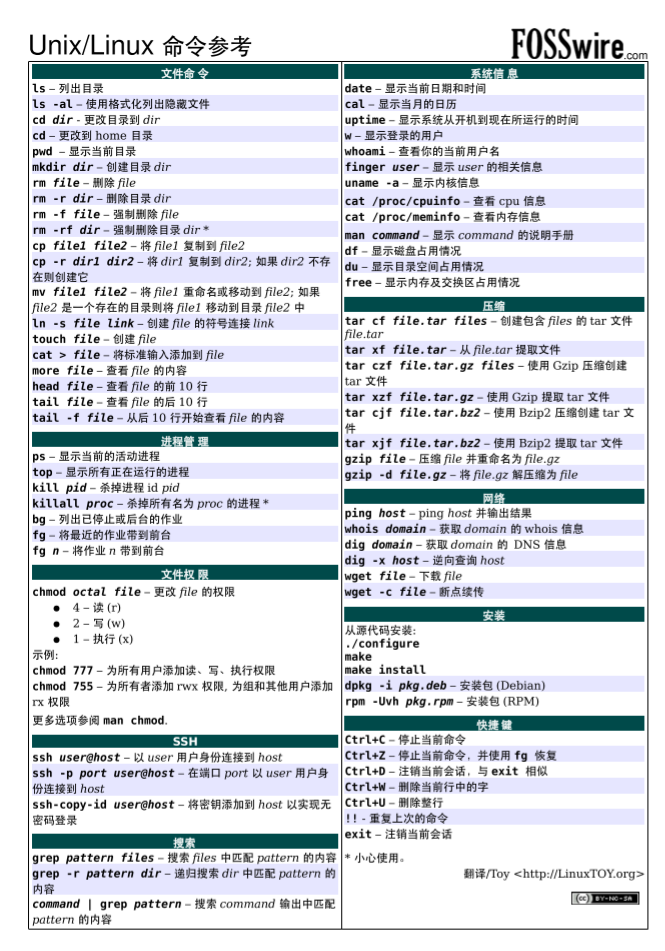 Unix/Linux 命令参考
FOSSwire.com
文件命令
ls – 列出目录
ls -al – 使用格式化列出隐藏文件
cd dir - 更改目录到 dir
cd – 更改到 home 目录
pwd – 显示当前目录
mkdir dir – 创建目录 dir
rm file – 删除 file
rm -r dir – 删除目录 dir
rm -f file – 强制删除 file
rm -rf dir – 强制删除目录 dir *
cp file1 file2 – 将 file1 复制到 file2
cp -r dir1 dir2 – 将 dir1 复制到 dir2; 如果 dir2 不存
在则创建它
mv file1 file2 – 将 file1 重命名或移动到 file2; 如果
file2 是一个存在的目录则将 file1 移动到目录 file2 中
ln -s file link – 创建 file 的符号连接 link
touch file – 创建 file
cat > file – 将标准输入添加到 file
more file – 查看 file 的内容
head file – 查看 file 的前 10 行
tail file – 查看 file 的后 10 行
tail -f file – 从后 10 行开始查看 file 的内容
进程管理
ps – 显示当前的活动进程
top – 显示所有正在运行的进程
kill pid – 杀掉进程 id pid
killall proc – 杀掉所有名为 proc 的进程 *
bg – 列出已停止或后台的作业
fg – 将最近的作业带到前台
fg n – 将作业 n 带到前台
文件权限
chmod octal file – 更改 file 的权限
● 4 – 读 (r)
● 2 – 写 (w)
● 1 – 执行 (x)
示例:
chmod 777 – 为所有用户添加读、写、执行权限
chmod 755 – 为所有者添加 rwx 权限, 为组和其他用户添加
rx 权限
更多选项参阅 man chmod.
SSH
ssh user@host – 以 user 用户身份连接到 host
ssh -p port user@host – 在端口 port 以 user 用户身
份连接到 host
ssh-copy-id user@host – 将密钥添加到 host 以实现无
密码登录
搜索
grep pattern files – 搜索 files 中匹配 pattern 的内容
grep -r pattern dir – 递归搜索 dir 中匹配 pattern 的
内容
command | grep pattern – 搜索 command 输出中匹配
pattern 的内容
系统信息
date – 显示当前日期和时间
cal – 显示当月的日历
uptime – 显示系统从开机到现在所运行的时间
w – 显示登录的用户
whoami – 查看你的当前用户名
finger user – 显示 user 的相关信息
uname -a – 显示内核信息
cat /proc/cpuinfo – 查看 cpu 信息
cat /proc/meminfo – 查看内存信息
man command – 显示 command 的说明手册
df – 显示磁盘占用情况
du – 显示目录空间占用情况
free – 显示内存及交换区占用情况
压缩
tar cf file.tar files – 创建包含 files 的 tar 文件
file.tar
tar xf file.tar – 从 file.tar 提取文件
tar czf file.tar.gz files – 使用 Gzip 压缩创建
tar 文件
tar xzf file.tar.gz – 使用 Gzip 提取 tar 文件
tar cjf file.tar.bz2 – 使用 Bzip2 压缩创建 tar 文
件
tar xjf file.tar.bz2 – 使用 Bzip2 提取 tar 文件
gzip file – 压缩 file 并重命名为 file.gz
gzip -d file.gz – 将 file.gz 解压缩为 file
网络
ping host – ping host 并输出结果
whois domain – 获取 domain 的 whois 信息
dig domain – 获取 domain 的 DNS 信息
dig -x host – 逆向查询 host
wget file – 下载 file
wget -c file – 断点续传
安装
从源代码安装:
./configure
make
make install
dpkg -i pkg.deb – 安装包 (Debian)
rpm -Uvh pkg.rpm – 安装包 (RPM)
快捷键
Ctrl+C – 停止当前命令
Ctrl+Z – 停止当前命令，并使用 fg 恢复
Ctrl+D – 注销当前会话，与 exit 相似
Ctrl+W – 删除当前行中的字
Ctrl+U – 删除整行
!! - 重复上次的命令
exit – 注销当前会话
* 小心使用。
翻译/Toy <http://LinuxTOY.org>
(cc) BY-NC-SA